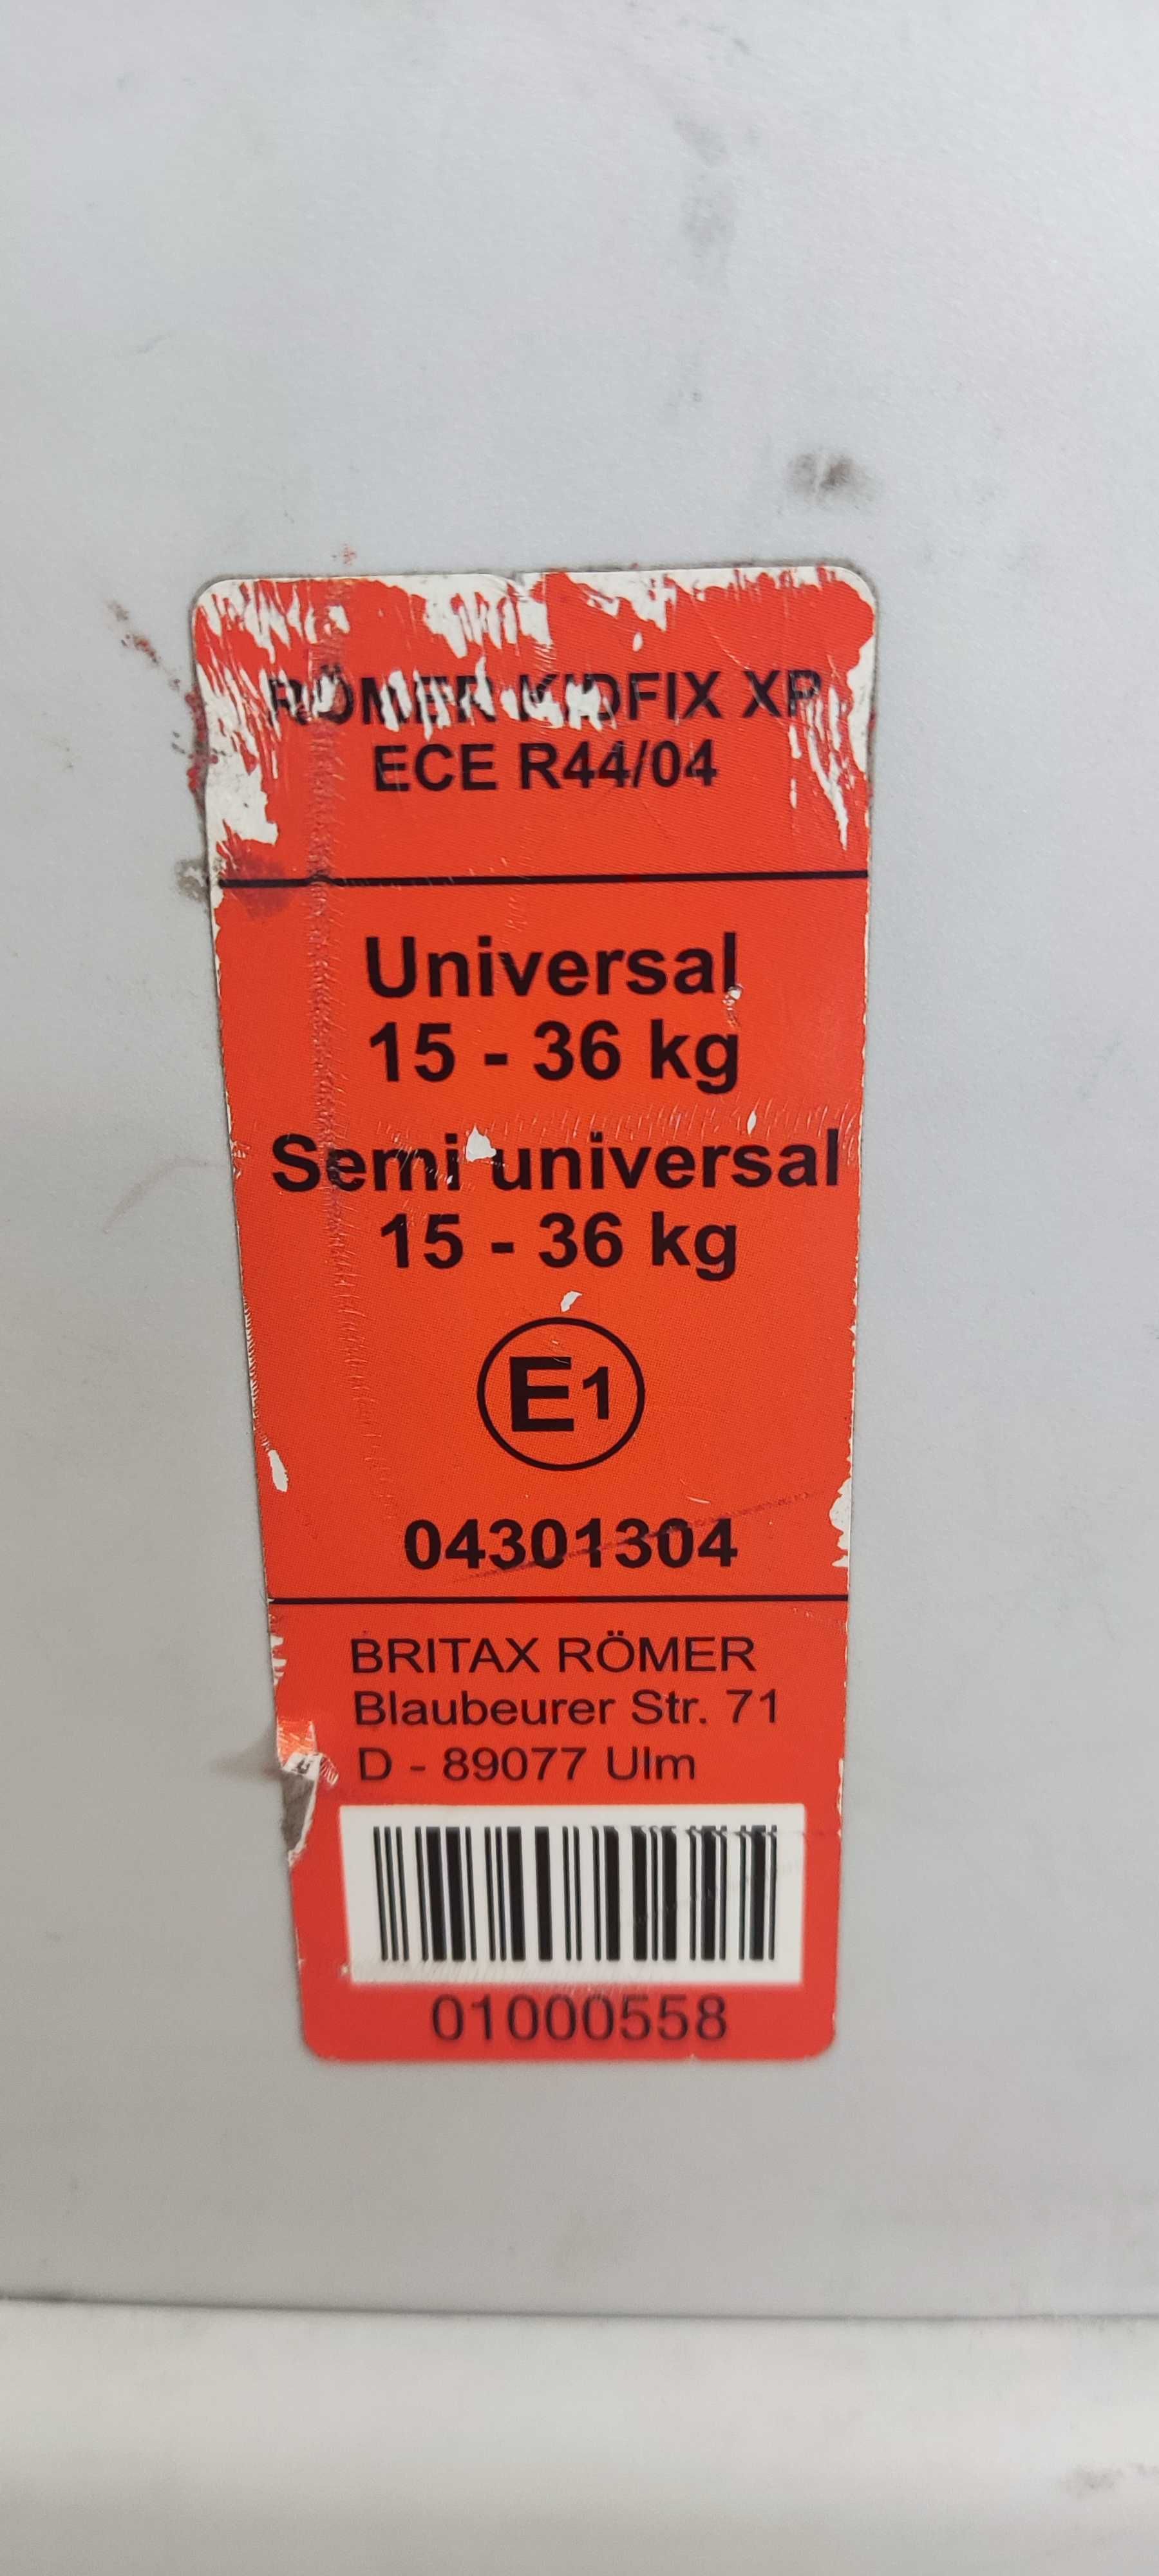 RÖMER KIDFIX XP
ECE R44/04
Universal
15 - 36 kg
Semi universal
15 - 36 kg
E1
04301304
BRITAX RÖMER
Blaubeurer Str. 71
D - 89077 Ulm
01000558